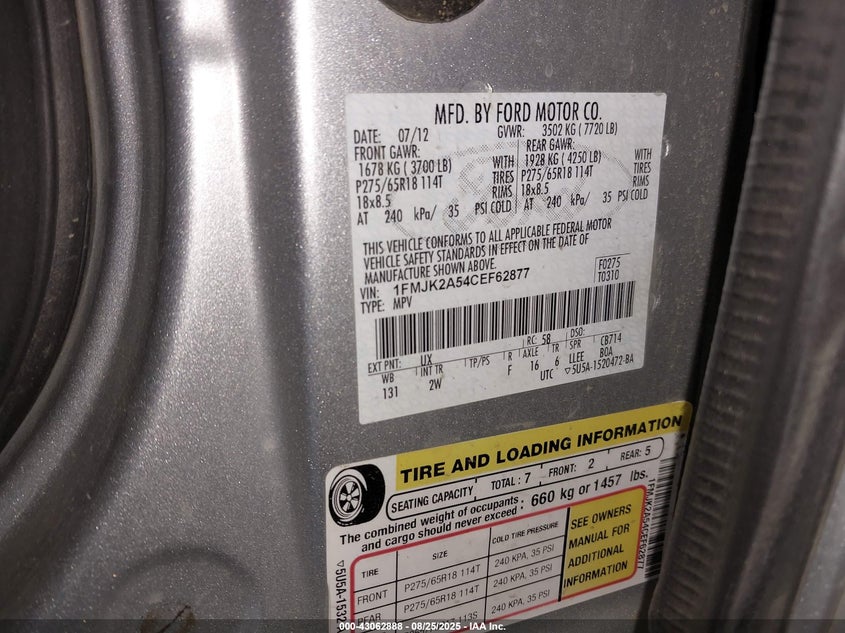 MFD. BY FORD MOTOR CO.
DATE: 07/12 GVWR: 3502 KG (7720 LB)
FRONT GAWR: REAR GAWR:
1678 KG (3700 LB) WITH 1928 KG (4250 LB) WITH
P275/65R18 114T TIRES P275/65R18 114T TIRES
18x8.5 RIMS 18x8.5 RIMS
AT 240 kPa/ 35 PSI COLD AT 240 kPa/ 35 PSI COLD
THIS VEHICLE CONFORMS TO ALL APPLICABLE FEDERAL MOTOR
VEHICLE SAFETY STANDARDS IN EFFECT ON THE DATE OF
MANUFACTURE SHOWN ABOVE.
VIN: 1FMJK2A54CEF62877 F0275
TYPE: MPV T0310
RC: 58 DSO:
EXT PNT: UX
WB INT TR TP/PS R AXLE TR SPR CB714
131 2W F 16 6 LLEE BOA
UTC ▽5U5A-1520472-BA
TIRE AND LOADING INFORMATION
SEATING CAPACITY TOTAL: 7 FRONT: 2 REAR: 5
The combined weight of occupants
and cargo should never exceed: 660 kg or 1457 lbs.
TIRE SIZE COLD TIRE PRESSURE
FRONT P275/65R18 114T 240 KPA, 35 PSI
REAR P275/65R18 114T 240 KPA, 35 PSI
113S 240 KPA, 35 PSI
SEE OWNERS
MANUAL FOR
ADDITIONAL
INFORMATION
1FMJK2A54CEF62877
▽5U5A-1532
000-43062888 - 08/25/2025 - IAA Inc.